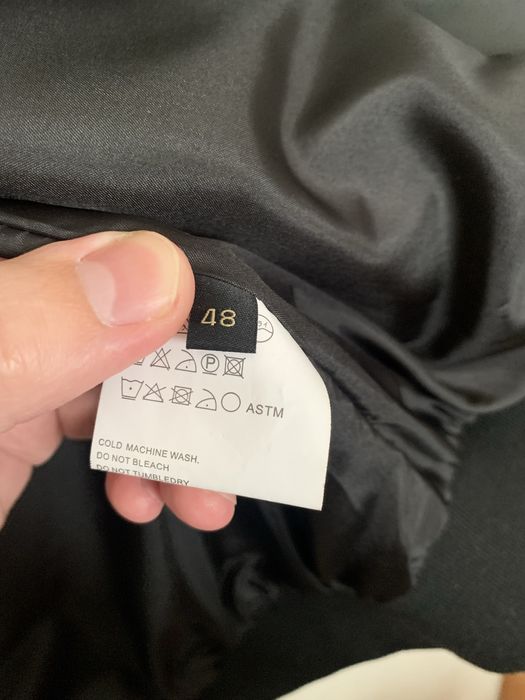 48
P
ASTM
COLD MACHINE WASH.
DO NOT BLEACH
DO NOT TUMBLEDRY